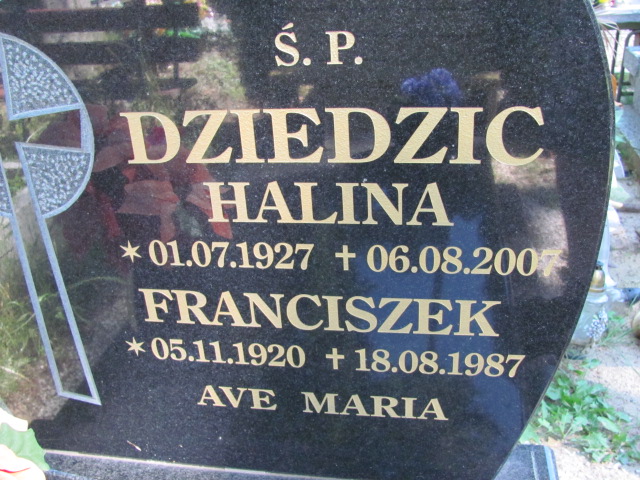 Ś. P.
DZIEDZIC
HALINA
✶ 01.07.1927 ✝ 06.08.2007
FRANCISZEK
✶ 05.11.1920 ✝ 18.08.1987
AVE MARIA